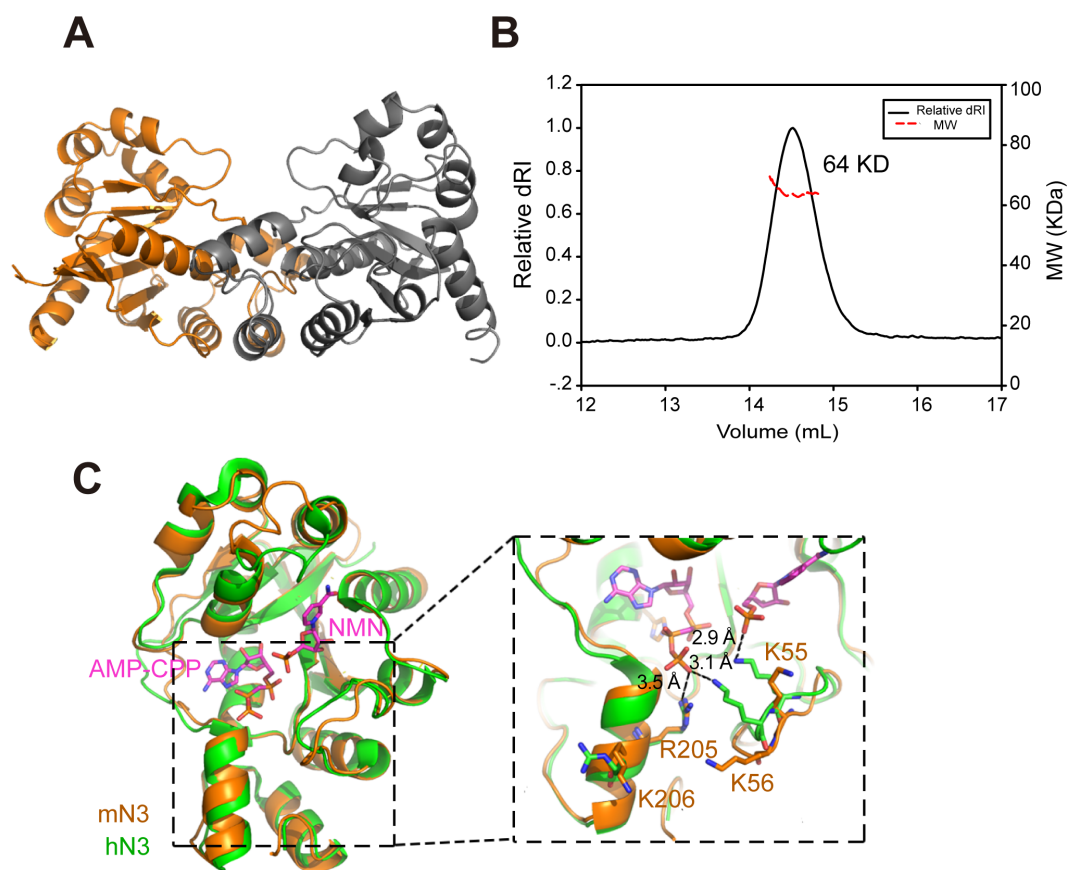 A
B
1.2
1.0
0.8
0.6
0.4
0.2
0.0
-.2
Relative dRI
100
80
60
40
20
0
MW (KDa)
Relative dRI
MW
64 KD
12
13
14
15
16
17
Volume (mL)
C
NMN
AMP-CPP
mN3
hN3
2.9 Å
3.1 Å
3.5 Å
K55
R205
K56
K206